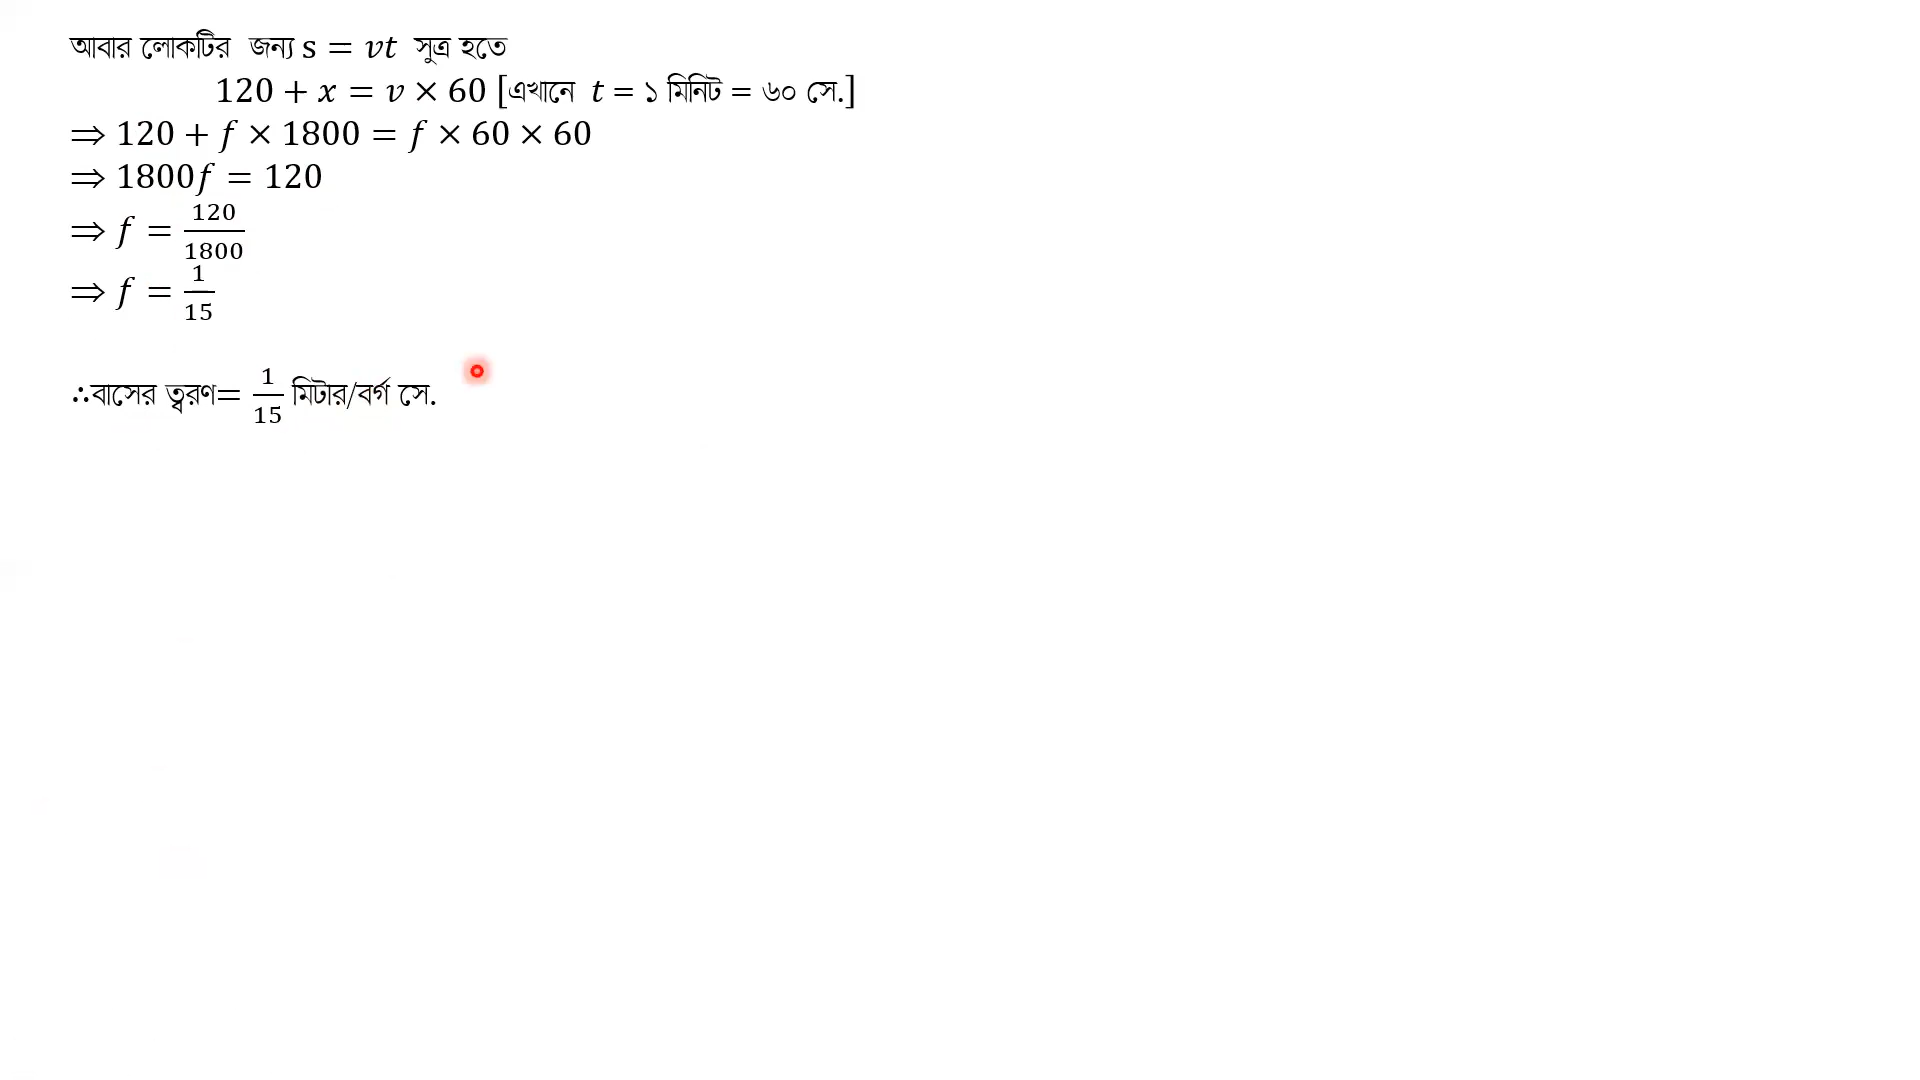 আবার লোকটির জন্য s = vt সুত্র হতে
120 + x = v × 60 [এখানে t = ১ মিনিট = ৬০ সে.]
⇒ 120 + f × 1800 = f × 60 × 60
⇒ 1800f = 120
⇒ f = 120/1800
⇒ f = 1/15
∴বাসের ত্বরণ= 1/15 মিটার/বর্গ সে.